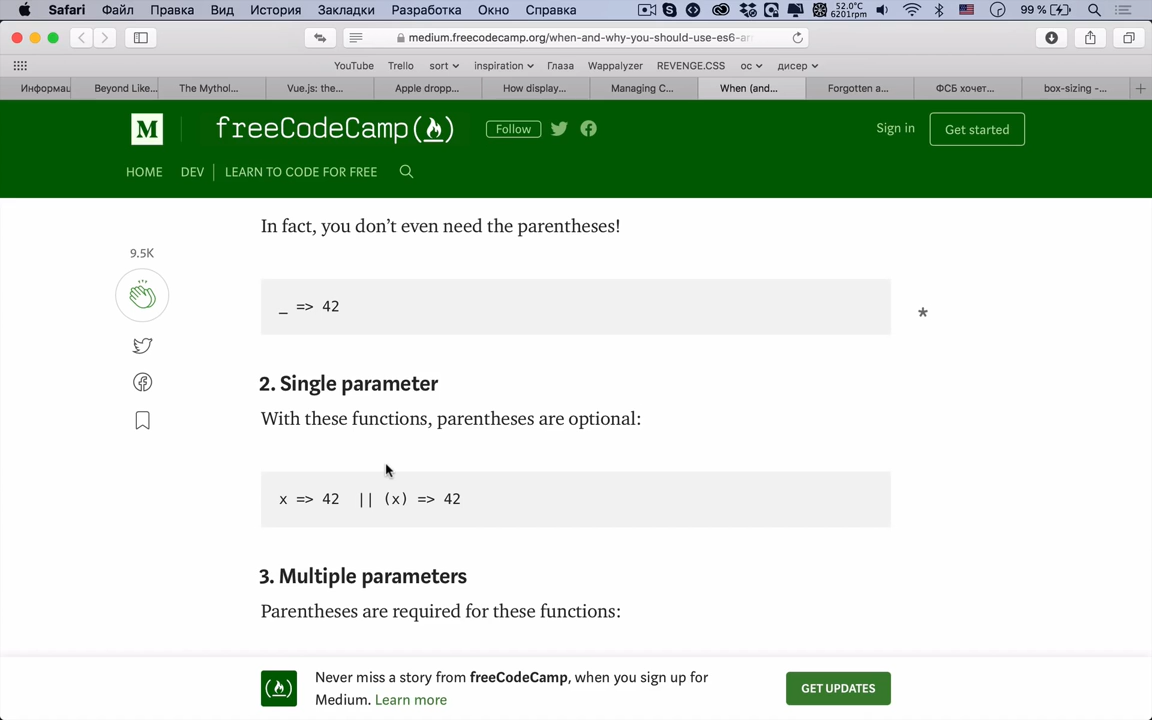 Safari Файл Правка Вид История Закладки Разработка Окно Справка 52.0°C 6201rpm 99 %
medium.freecodecamp.org/when-and-why-you-should-use-es6-arr
YouTube Trello sort inspiration Глаза Wappalyzer REVENGE.CSS ос дисер
Информац Beyond Like... The Mythol... Vue.js: the... Apple dropp... How display... Managing C... When (and... Forgotten a... ФСБ хочет... box-sizing -...
M freeCodeCamp(🔥) Follow Sign in Get started
HOME DEV LEARN TO CODE FOR FREE
In fact, you don’t even need the parentheses!
9.5K
_ => 42
*
2. Single parameter
With these functions, parentheses are optional:
x => 42  || (x) => 42
3. Multiple parameters
Parentheses are required for these functions:
Never miss a story from freeCodeCamp, when you sign up for
Medium. Learn more
GET UPDATES